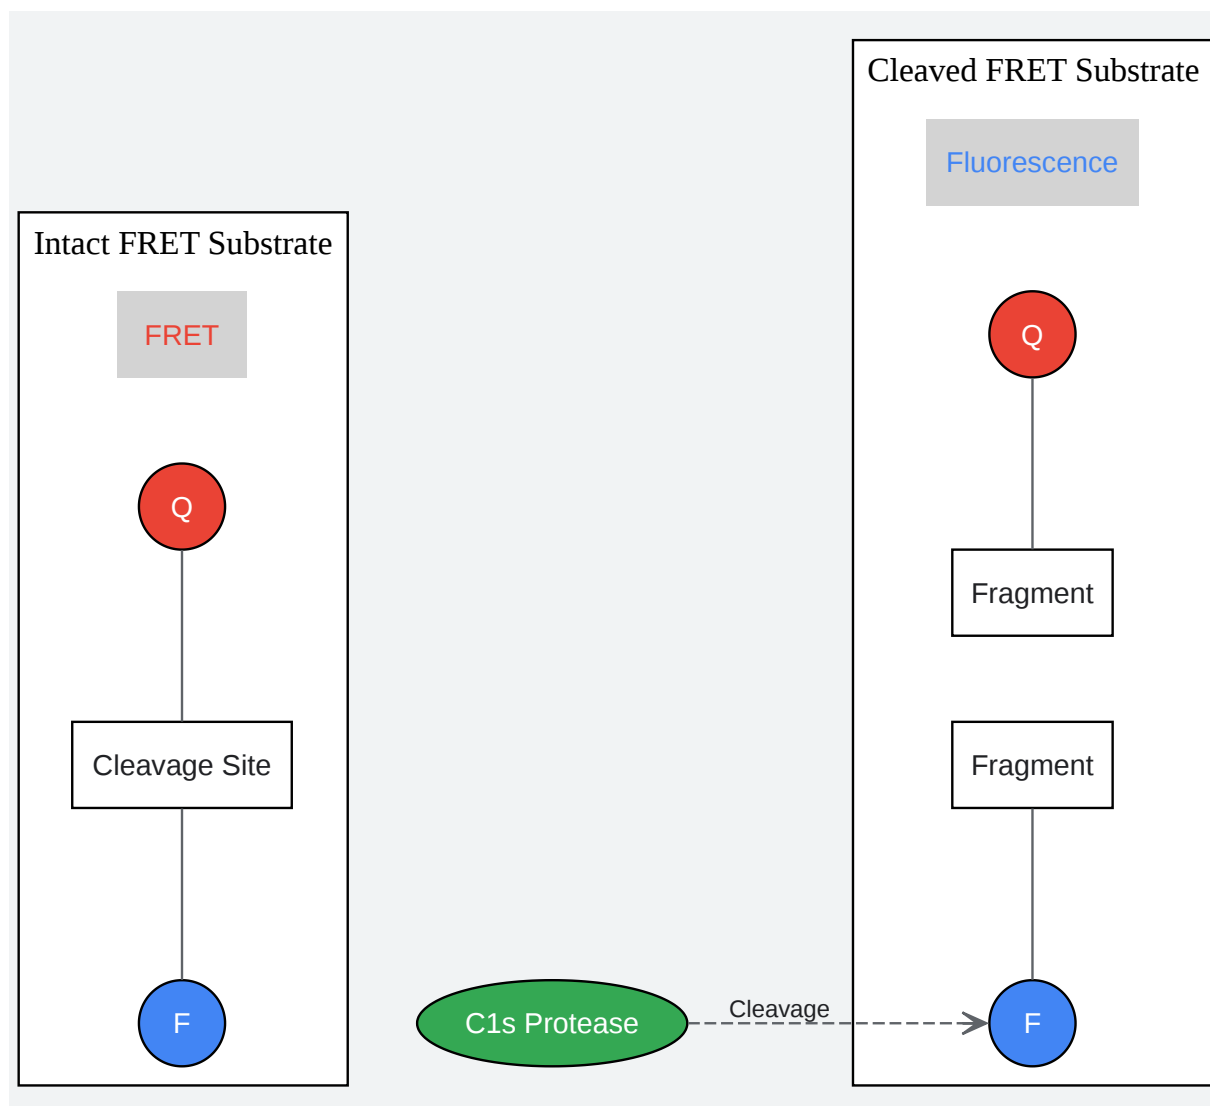 Intact FRET Substrate
FRET
Q
Cleavage Site
F
C1s Protease
Cleavage
Cleaved FRET Substrate
Fluorescence
Q
Fragment
Fragment
F